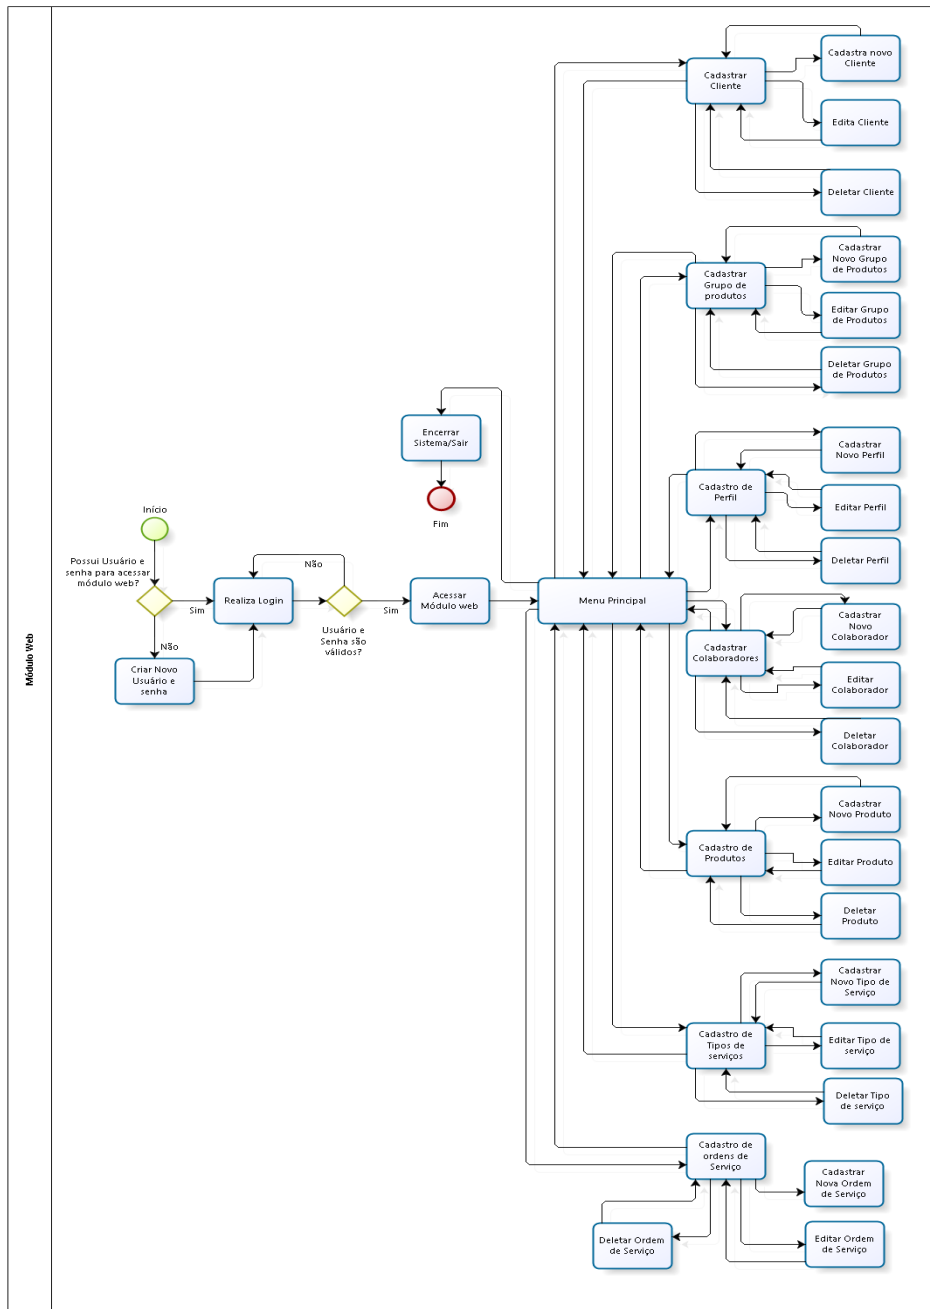 Módulo Web
Início
Possui Usuário e
senha para acessar
módulo web?
Sim
Não
Criar Novo
Usuário e
senha
Realiza Login
Não
Usuário e
Senha são
válidos?
Sim
Acessar
Módulo web
Encerrar
Sistema/Sair
Fim
Menu Principal
Cadastrar
Cliente
Cadastra novo
Cliente
Edita Cliente
Deletar Cliente
Cadastrar
Grupo de
produtos
Cadastrar
Novo Grupo
de Produtos
Editar Grupo
de Produtos
Deletar Grupo
de Produtos
Cadastro de
Perfil
Cadastrar
Novo Perfil
Editar Perfil
Deletar Perfil
Cadastrar
Colaboradores
Cadastrar
Novo
Colaborador
Editar
Colaborador
Deletar
Colaborador
Cadastro de
Produtos
Cadastrar
Novo Produto
Editar Produto
Deletar
Produto
Cadastro de
Tipos de
serviços
Cadastrar
Novo Tipo de
Serviço
Editar Tipo de
serviço
Deletar Tipo
de serviço
Cadastro de
ordens de
Serviço
Cadastrar
Nova Ordem
de Serviço
Editar Ordem
de Serviço
Deletar Ordem
de Serviço